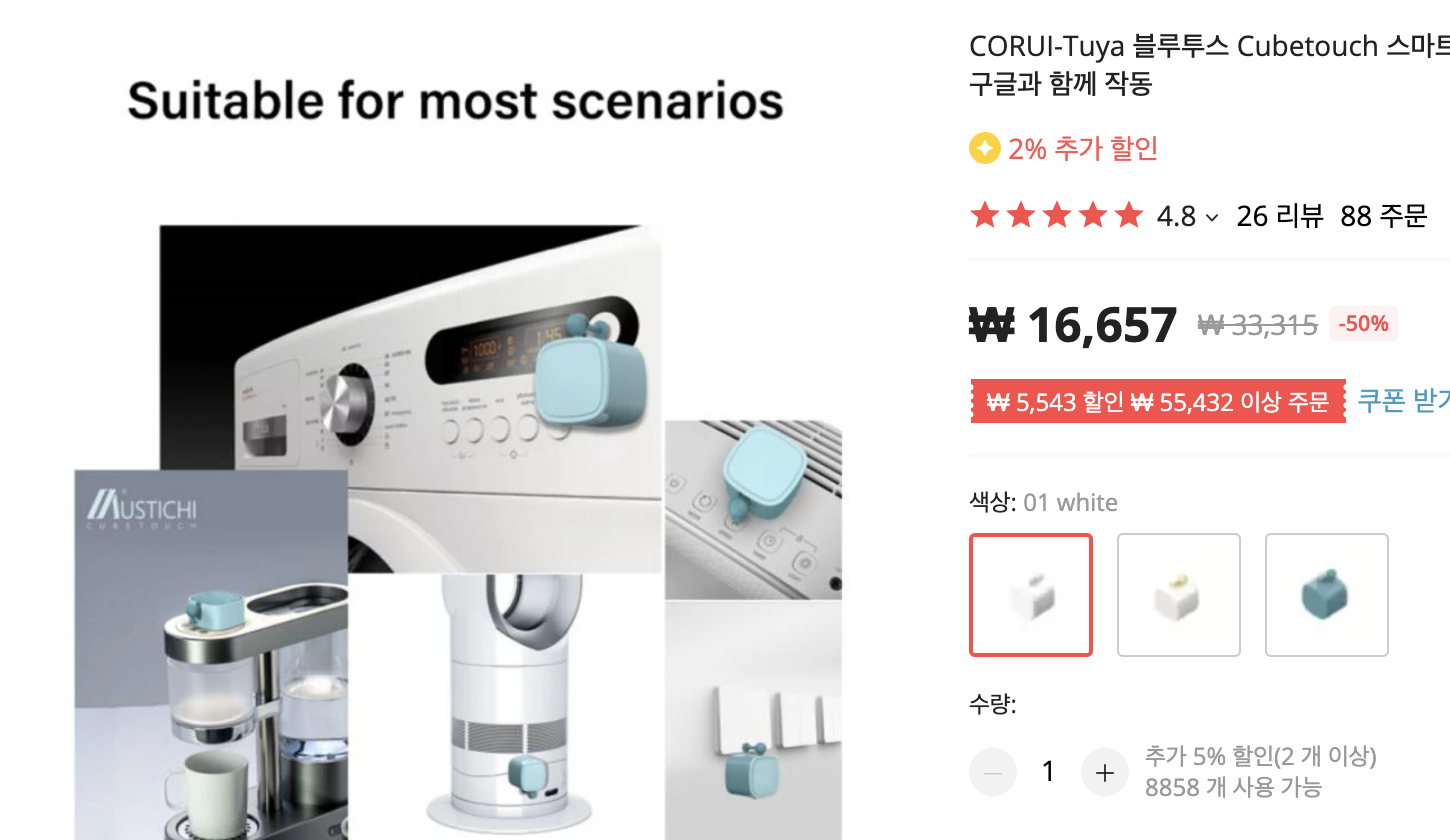 Suitable for most scenarios
1000
1:45
MUSTICHI
CUBETOUCH
CORUI-Tuya 블루투스 Cubetouch 스마트
구글과 함께 작동
2% 추가 할인
4.8 26 리뷰 88 주문
₩ 16,657 ₩ 33,315 -50%
₩ 5,543 할인 ₩ 55,432 이상 주문 쿠폰 받기
색상: 01 white
수량:
1
추가 5% 할인(2 개 이상)
8858 개 사용 가능